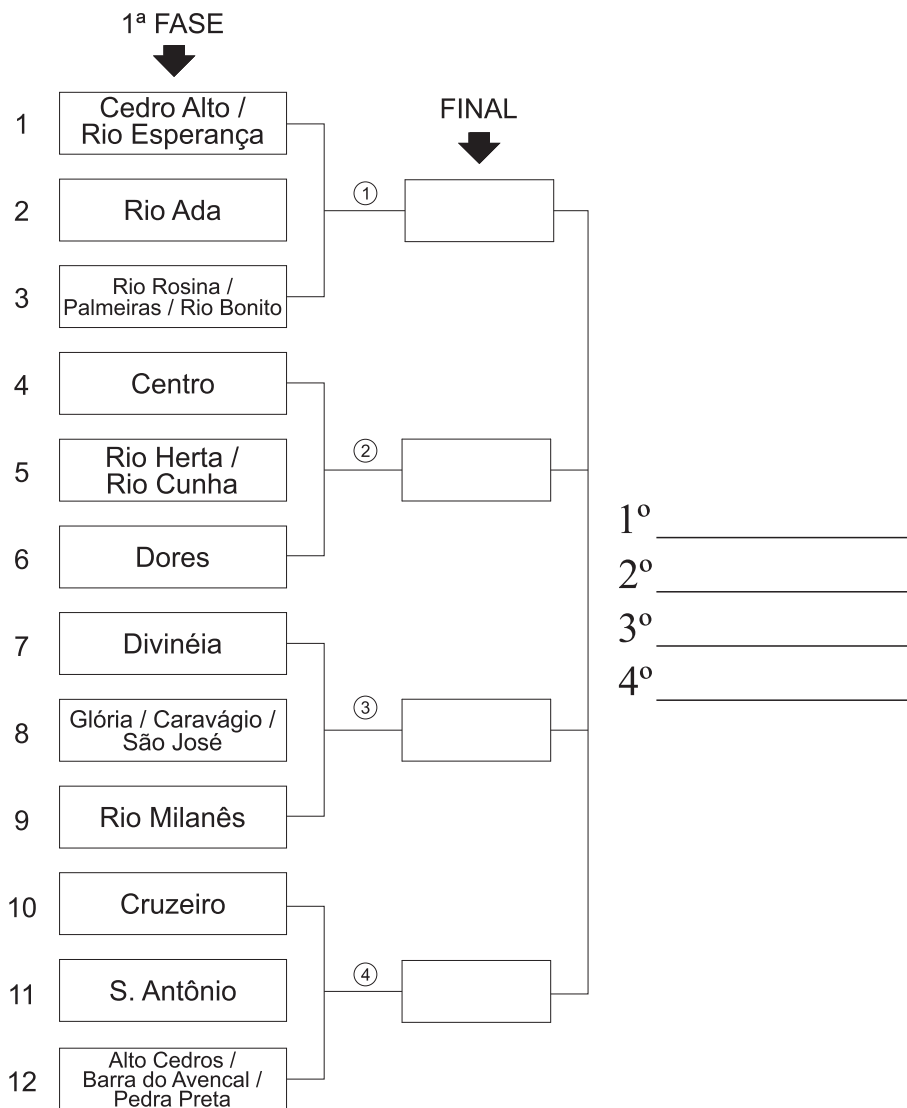 1ª FASE
1
Cedro Alto /
Rio Esperança
2
Rio Ada
3
Rio Rosina /
Palmeiras / Rio Bonito
4
Centro
5
Rio Herta /
Rio Cunha
6
Dores
7
Divinéia
8
Glória / Caravágio /
São José
9
Rio Milanês
10
Cruzeiro
11
S. Antônio
12
Alto Cedros /
Barra do Avencal /
Pedra Preta
FINAL
1
2
3
4
1º
2º
3º
4º